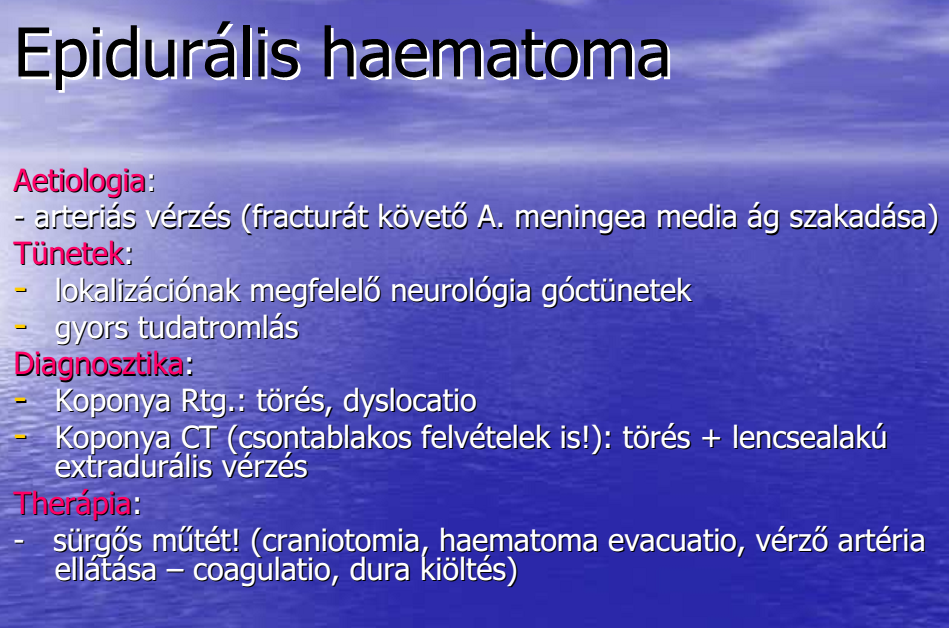 Epidurális haematoma
Aetiologia:
- arteriás vérzés (fracturát követő A. meningea media ág szakadása)
Tünetek:
- lokalizációnak megfelelő neurológia góctünetek
- gyors tudatromlás
Diagnosztika:
- Koponya Rtg.: törés, dyslocatio
- Koponya CT (csontablakos felvételek is!): törés + lencsealakú
extradurális vérzés
Therápia:
- sürgős műtét! (craniotomia, haematoma evacuatio, vérző artéria
ellátása – coagulatio, dura kiöltés)